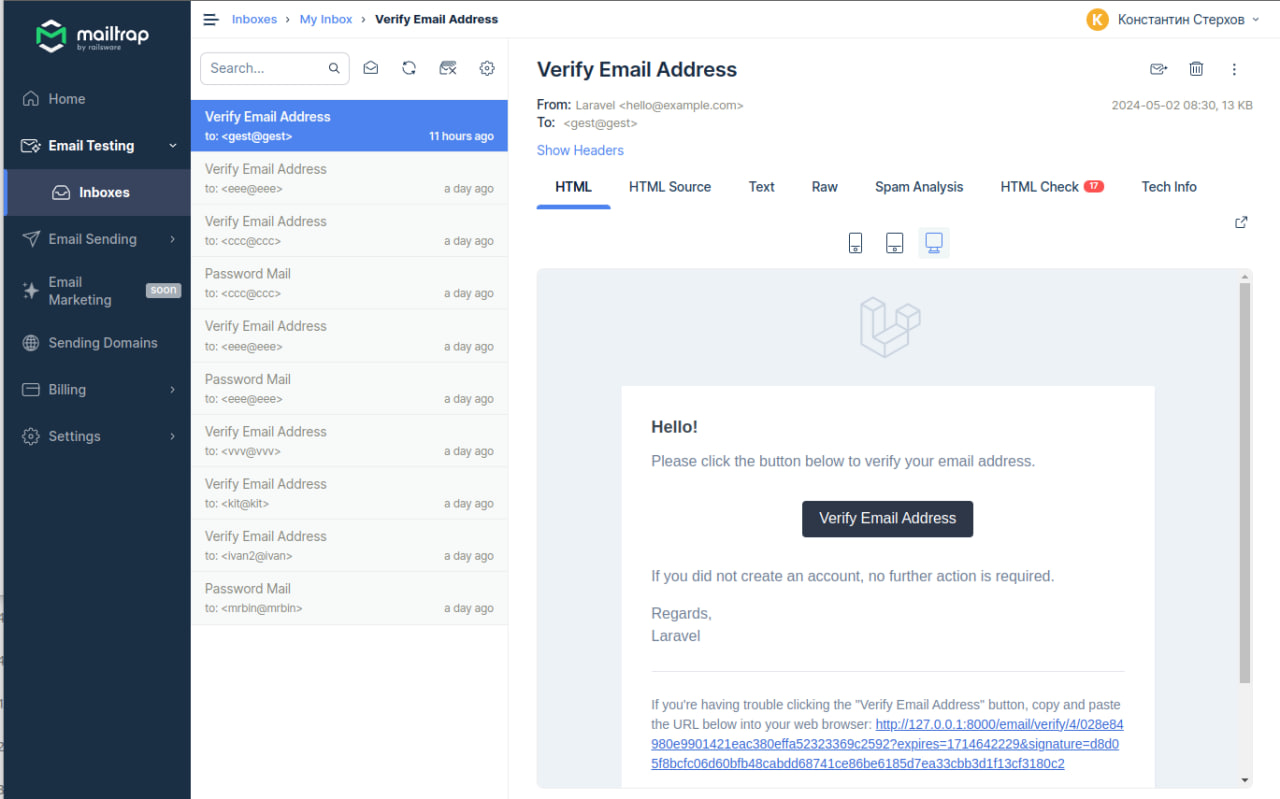 mailtrap
by railsware
Home
Email Testing
Inboxes
Email Sending
Email
Marketing
soon
Sending Domains
Billing
Settings
Inboxes › My Inbox › Verify Email Address
К Константин Стерхов
Search...
Verify Email Address
to: <gest@gest> 11 hours ago
Verify Email Address
to: <eee@eee> a day ago
Verify Email Address
to: <ccc@ccc> a day ago
Password Mail
to: <ccc@ccc> a day ago
Verify Email Address
to: <eee@eee> a day ago
Password Mail
to: <eee@eee> a day ago
Verify Email Address
to: <vvv@vvv> a day ago
Verify Email Address
to: <kit@kit> a day ago
Verify Email Address
to: <ivan2@ivan> a day ago
Password Mail
to: <mrbin@mrbin> a day ago
Verify Email Address
From: Laravel <hello@example.com> 2024-05-02 08:30, 13 KB
To: <gest@gest>
Show Headers
HTML HTML Source Text Raw Spam Analysis HTML Check 17 Tech Info
Hello!
Please click the button below to verify your email address.
Verify Email Address
If you did not create an account, no further action is required.
Regards,
Laravel
If you're having trouble clicking the "Verify Email Address" button, copy and paste
the URL below into your web browser: http://127.0.0.1:8000/email/verify/4/028e84
980e9901421eac380effa52323369c2592?expires=1714642229&signature=d8d0
5f8bcfc06d60bfb48cabdd68741ce86be6185d7ea33cbb3d1f13cf3180c2